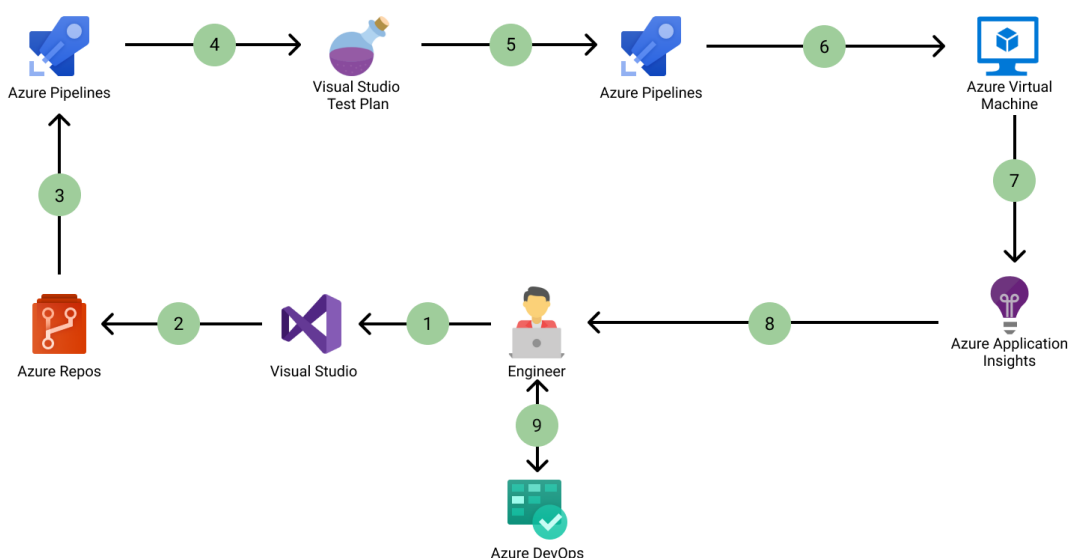 4
5
6
Azure Pipelines
Visual Studio
Test Plan
Azure Pipelines
Azure Virtual
Machine
3
7
2
1
8
Azure Repos
Visual Studio
Engineer
Azure Application
Insights
9
Azure DevOps